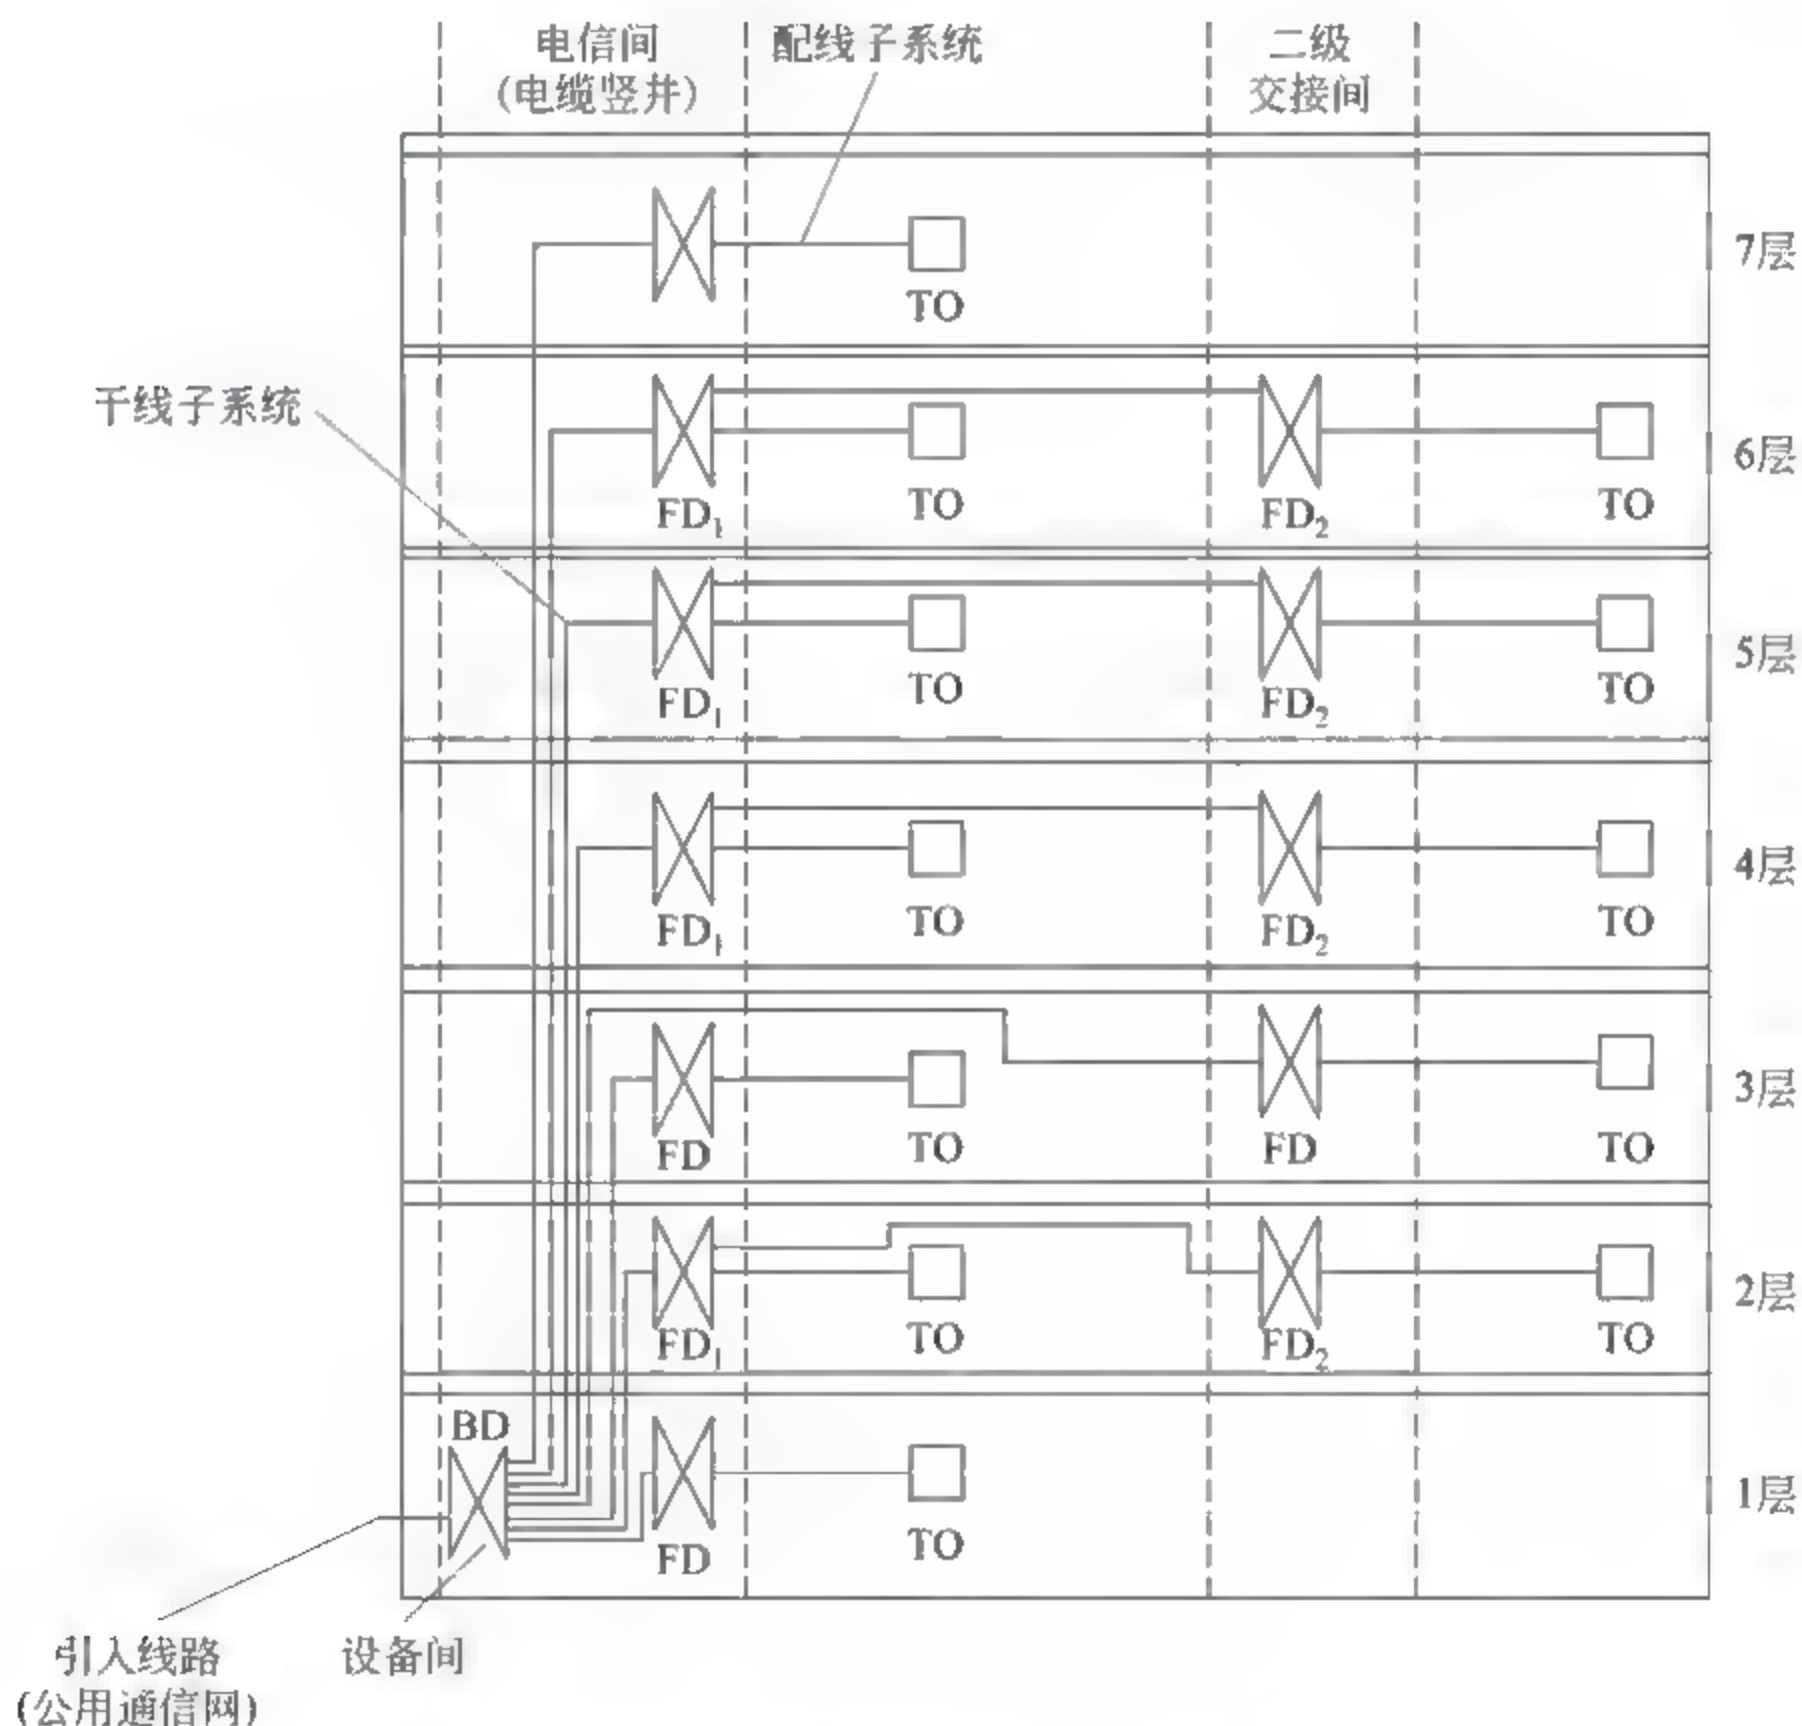 电信间
(电缆竖井)
配线子系统
二级
交接间
TO
7层
干线子系统
FD₁
TO
FD₂
TO
6层
FD₁
TO
FD₂
TO
5层
FD₁
TO
FD₂
TO
4层
FD
TO
FD
TO
3层
FD₁
TO
FD₂
TO
2层
BD
FD
TO
1层
引入线路
(公用通信网)
设备间